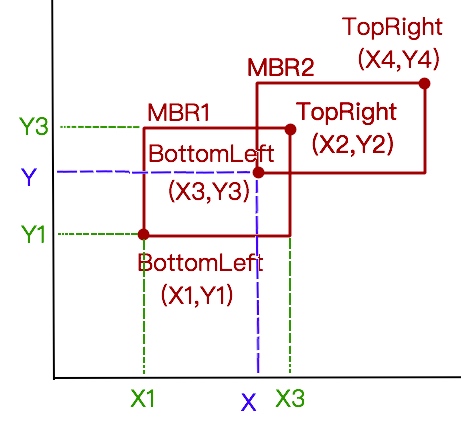 TopRight
(X4,Y4)
MBR2
MBR1
TopRight
(X2,Y2)
Y3
BottomLeft
(X3,Y3)
Y
Y1
BottomLeft
(X1,Y1)
X1
X
X3